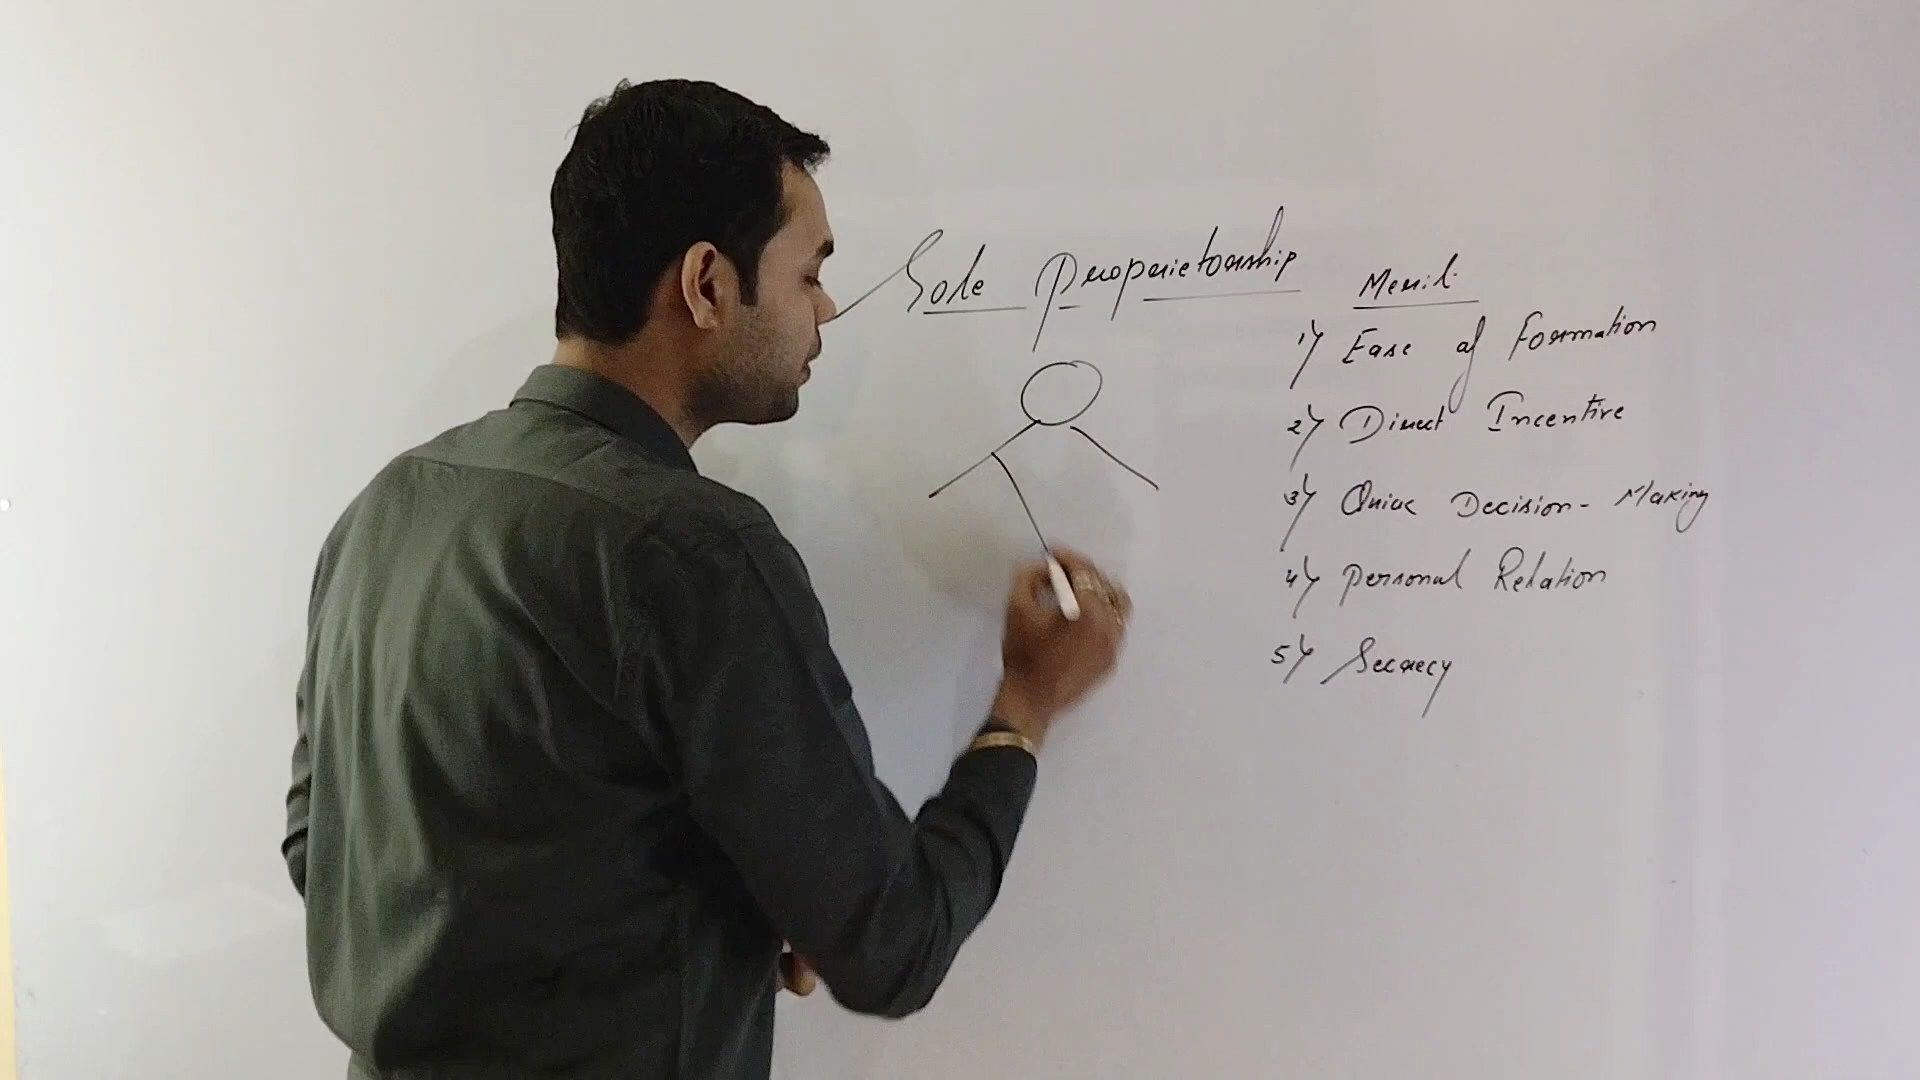 Sole Proprietorship
Merit
1) Ease of Formation
2) Direct Incentive
3) Quick Decision-Making
4) Personal Relation
5) Secrecy